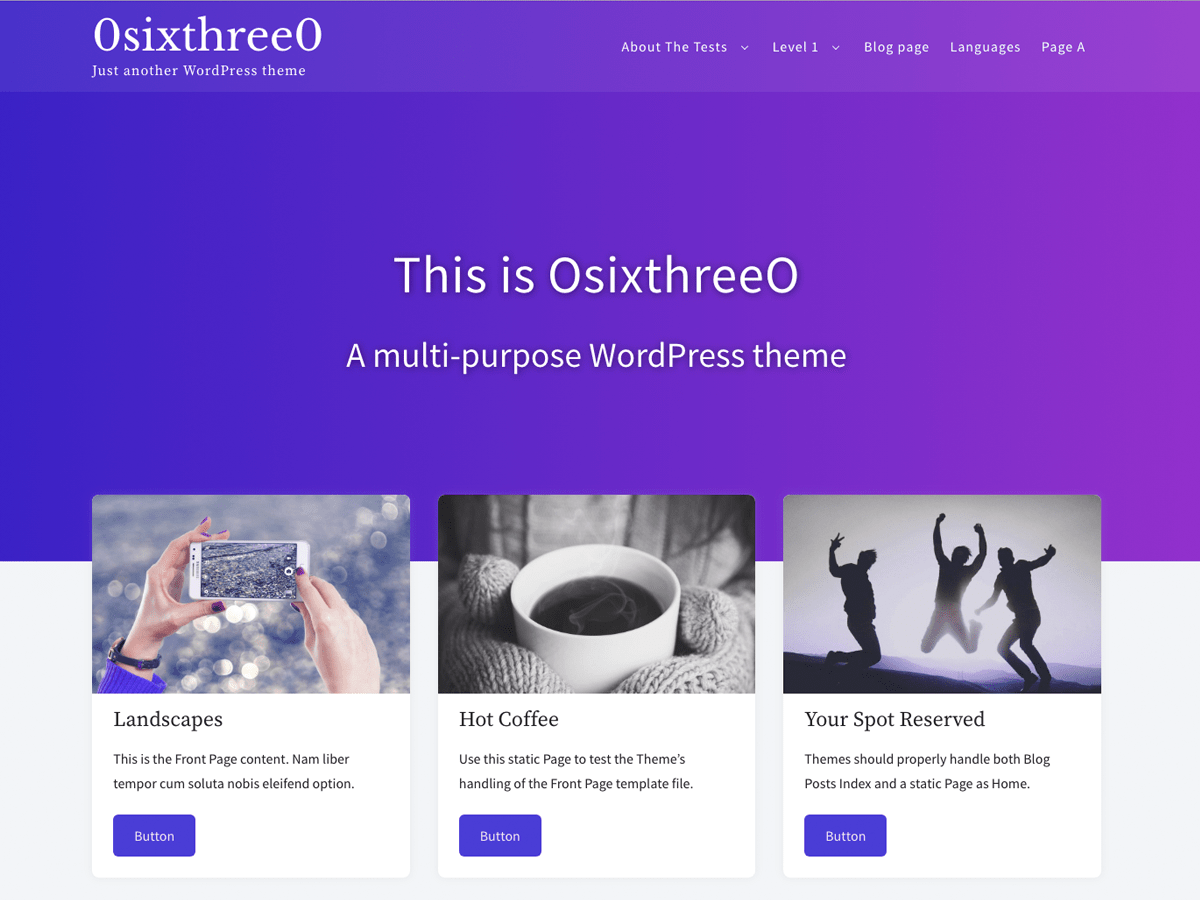 0sixthree0
Just another WordPress theme
About The Tests
Level 1
Blog page
Languages
Page A
This is OsixthreeO
A multi-purpose WordPress theme
Landscapes
This is the Front Page content. Nam liber
tempor cum soluta nobis eleifend option.
Button
Hot Coffee
Use this static Page to test the Theme’s
handling of the Front Page template file.
Button
Your Spot Reserved
Themes should properly handle both Blog
Posts Index and a static Page as Home.
Button